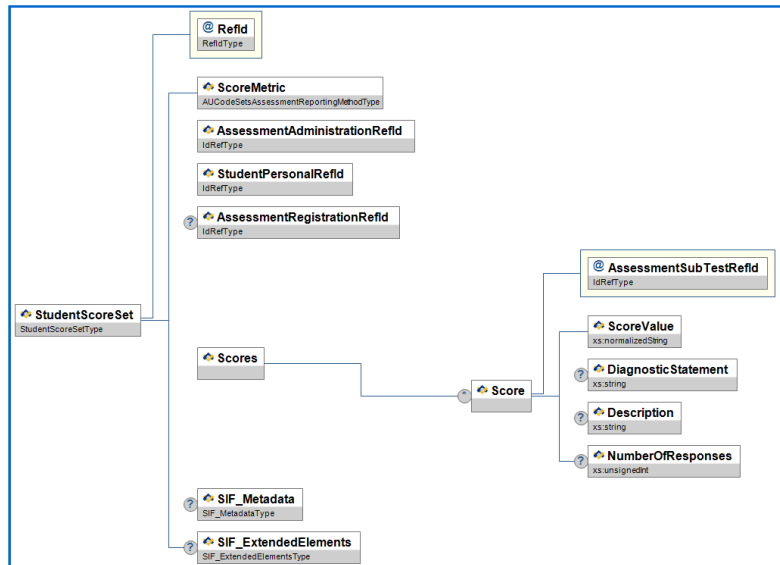 @ RefId
RefIdType
ScoreMetric
AUCodeSetsAssessmentReportingMethodType
AssessmentAdministrationRefId
IdRefType
StudentPersonalRefId
IdRefType
? AssessmentRegistrationRefId
IdRefType
@ AssessmentSubTestRefId
IdRefType
StudentScoreSet
StudentScoreSetType
ScoreValue
xs:normalizedString
Scores
? DiagnosticStatement
xs:string
* Score
? Description
xs:string
? NumberOfResponses
xs:unsignedInt
? SIF_Metadata
SIF_MetadataType
? SIF_ExtendedElements
SIF_ExtendedElementsType